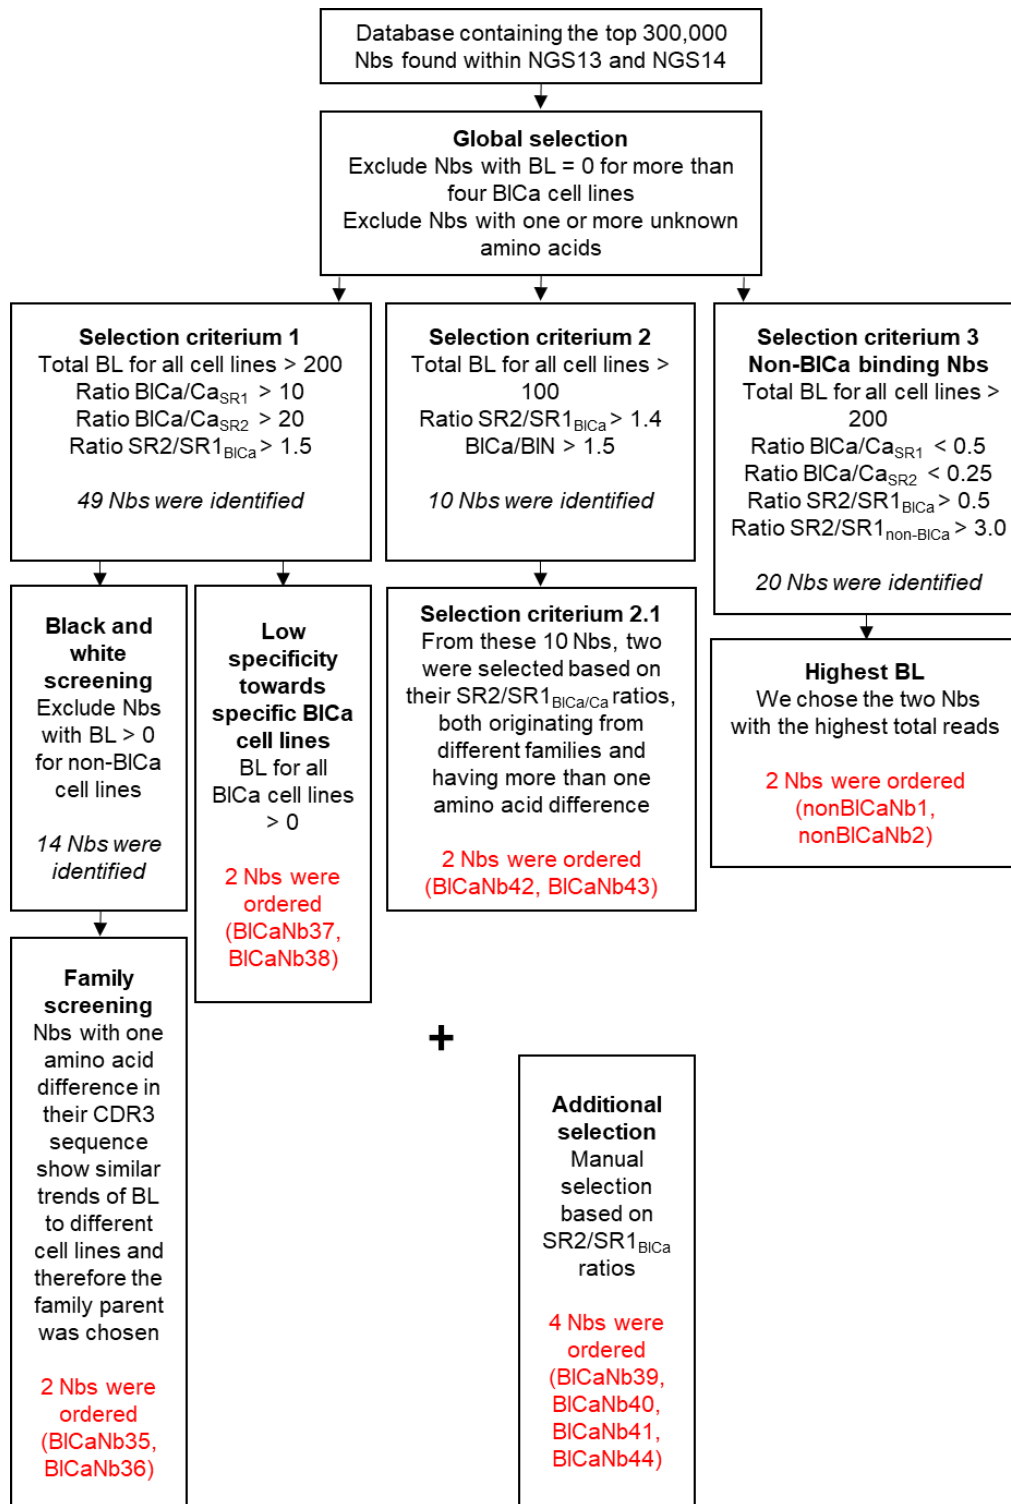 Database containing the top 300,000
Nbs found within NGS13 and NGS14
Global selection
Exclude Nbs with BL = 0 for more than
four BlCa cell lines
Exclude Nbs with one or more unknown
amino acids
Selection criterium 1
Total BL for all cell lines > 200
Ratio BlCa/Ca_SR1 > 10
Ratio BlCa/Ca_SR2 > 20
Ratio SR2/SR1_BlCa > 1.5
49 Nbs were identified
Selection criterium 2
Total BL for all cell lines >
100
Ratio SR2/SR1_BlCa > 1.4
BlCa/BlN > 1.5
10 Nbs were identified
Selection criterium 3
Non-BlCa binding Nbs
Total BL for all cell lines >
200
Ratio BlCa/Ca_SR1 < 0.5
Ratio BlCa/Ca_SR2 < 0.25
Ratio SR2/SR1_BlCa > 0.5
Ratio SR2/SR1_non-BlCa > 3.0
20 Nbs were identified
Black and
white
screening
Exclude Nbs
with BL > 0
for non-BlCa
cell lines
14 Nbs were
identified
Low
specificity
towards
specific BlCa
cell lines
BL for all
BlCa cell lines
> 0
2 Nbs were
ordered
(BlCaNb37,
BlCaNb38)
Selection criterium 2.1
From these 10 Nbs, two
were selected based on
their SR2/SR1_BlCa/Ca ratios,
both originating from
different families and
having more than one
amino acid difference
2 Nbs were ordered
(BlCaNb42, BlCaNb43)
Highest BL
We chose the two Nbs
with the highest total reads
2 Nbs were ordered
(nonBlCaNb1,
nonBlCaNb2)
Family
screening
Nbs with one
amino acid
difference in
their CDR3
sequence
show similar
trends of BL
to different
cell lines and
therefore the
family parent
was chosen
2 Nbs were
ordered
(BlCaNb35,
BlCaNb36)
+
Additional
selection
Manual
selection
based on
SR2/SR1_BlCa
ratios
4 Nbs were
ordered
(BlCaNb39,
BlCaNb40,
BlCaNb41,
BlCaNb44)